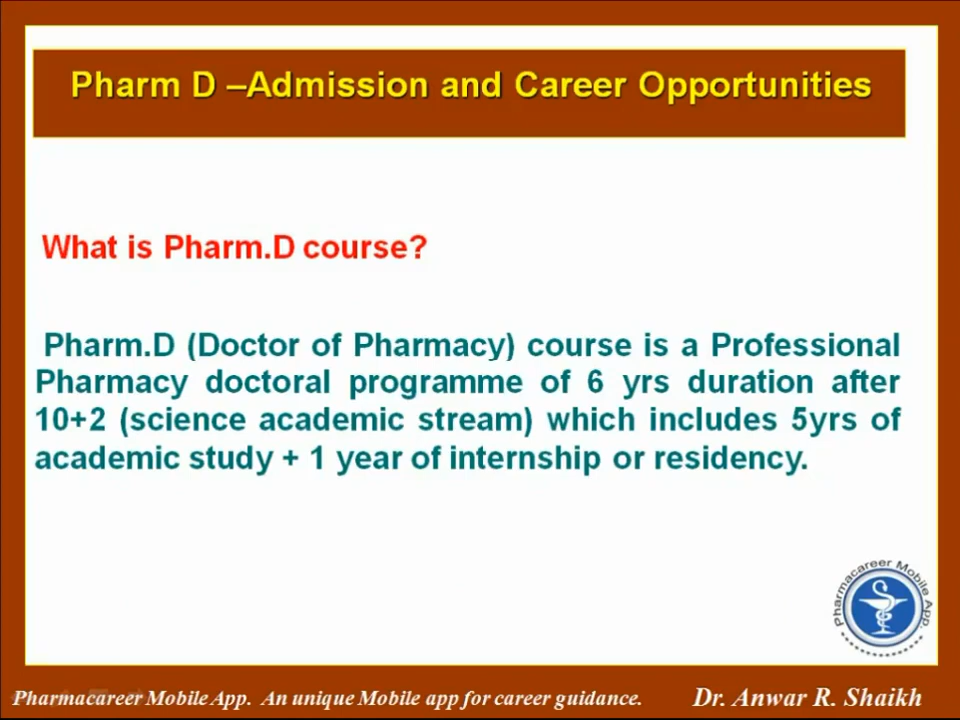 Pharm D –Admission and Career Opportunities
What is Pharm.D course?
Pharm.D (Doctor of Pharmacy) course is a Professional
Pharmacy doctoral programme of 6 yrs duration after
10+2 (science academic stream) which includes 5yrs of
academic study + 1 year of internship or residency.
Pharmacareer Mobile App.
Pharmacareer Mobile App. An unique Mobile app for career guidance. Dr. Anwar R. Shaikh